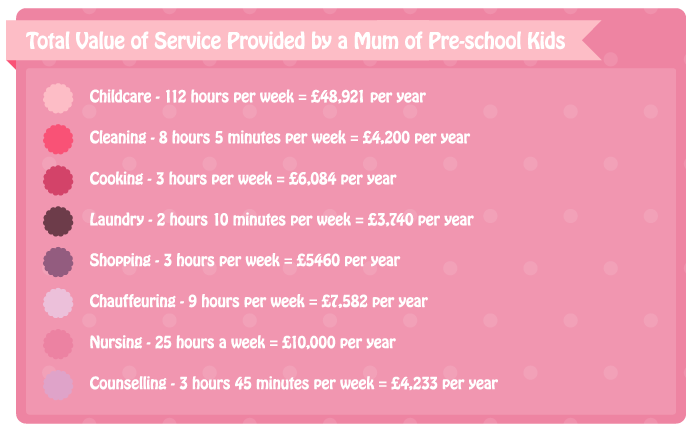 Total Value of Service Provided by a Mum of Pre-school Kids
Childcare - 112 hours per week = £48,921 per year
Cleaning - 8 hours 5 minutes per week = £4,200 per year
Cooking - 3 hours per week = £6,084 per year
Laundry - 2 hours 10 minutes per week = £3,740 per year
Shopping - 3 hours per week = £5460 per year
Chauffeuring - 9 hours per week = £7,582 per year
Nursing - 25 hours a week = £10,000 per year
Counselling - 3 hours 45 minutes per week = £4,233 per year